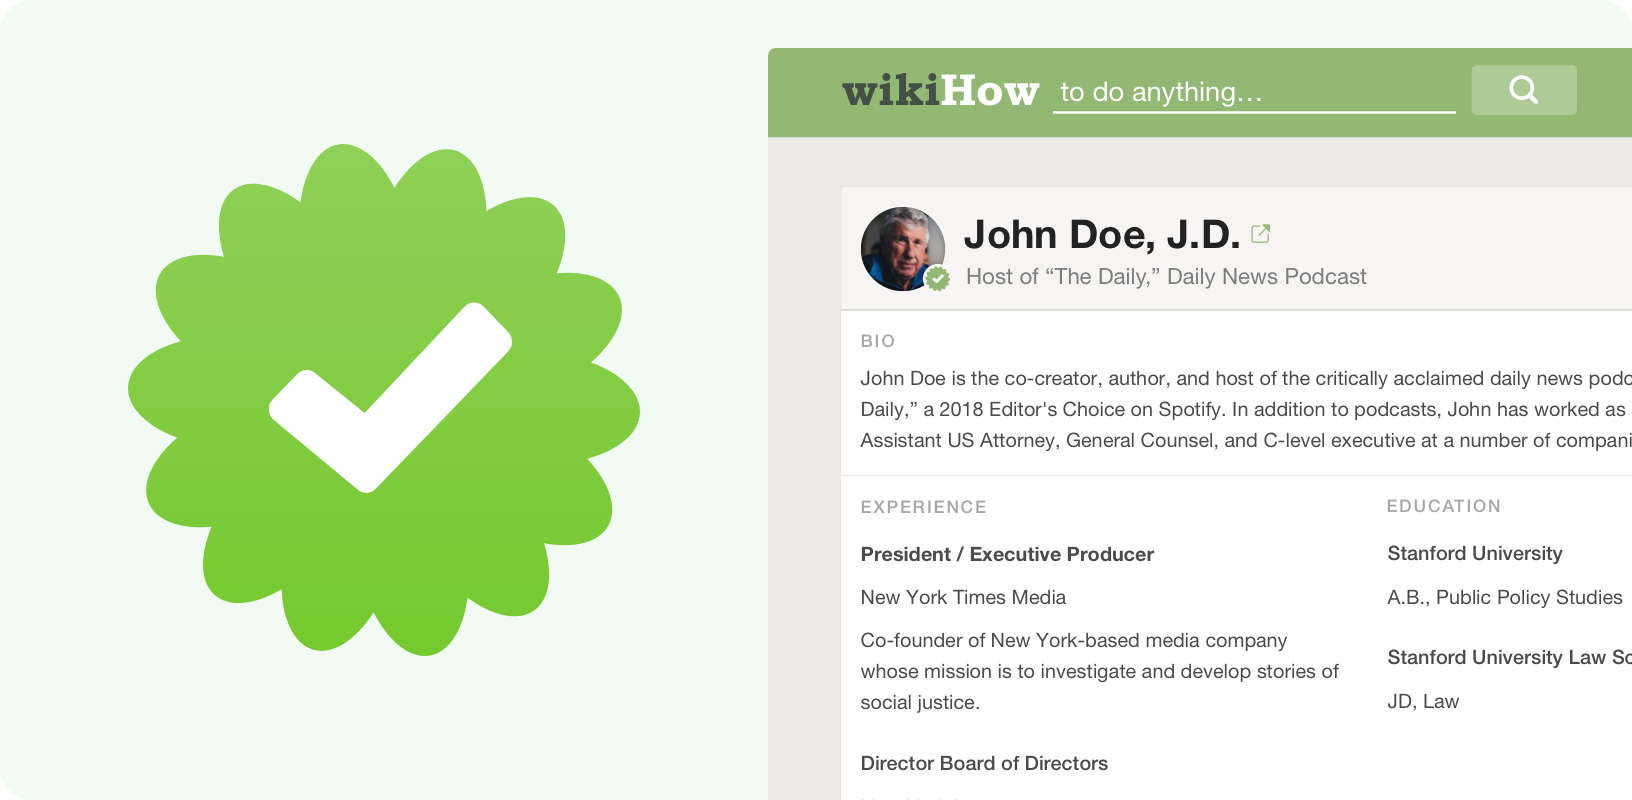 wikiHow to do anything...
John Doe, J.D.
Host of “The Daily,” Daily News Podcast
BIO
John Doe is the co-creator, author, and host of the critically acclaimed daily news podc
Daily,” a 2018 Editor's Choice on Spotify. In addition to podcasts, John has worked as
Assistant US Attorney, General Counsel, and C-level executive at a number of compani
EXPERIENCE
President / Executive Producer
New York Times Media
Co-founder of New York-based media company
whose mission is to investigate and develop stories of
social justice.
Director Board of Directors
EDUCATION
Stanford University
A.B., Public Policy Studies
Stanford University Law Sc
JD, Law